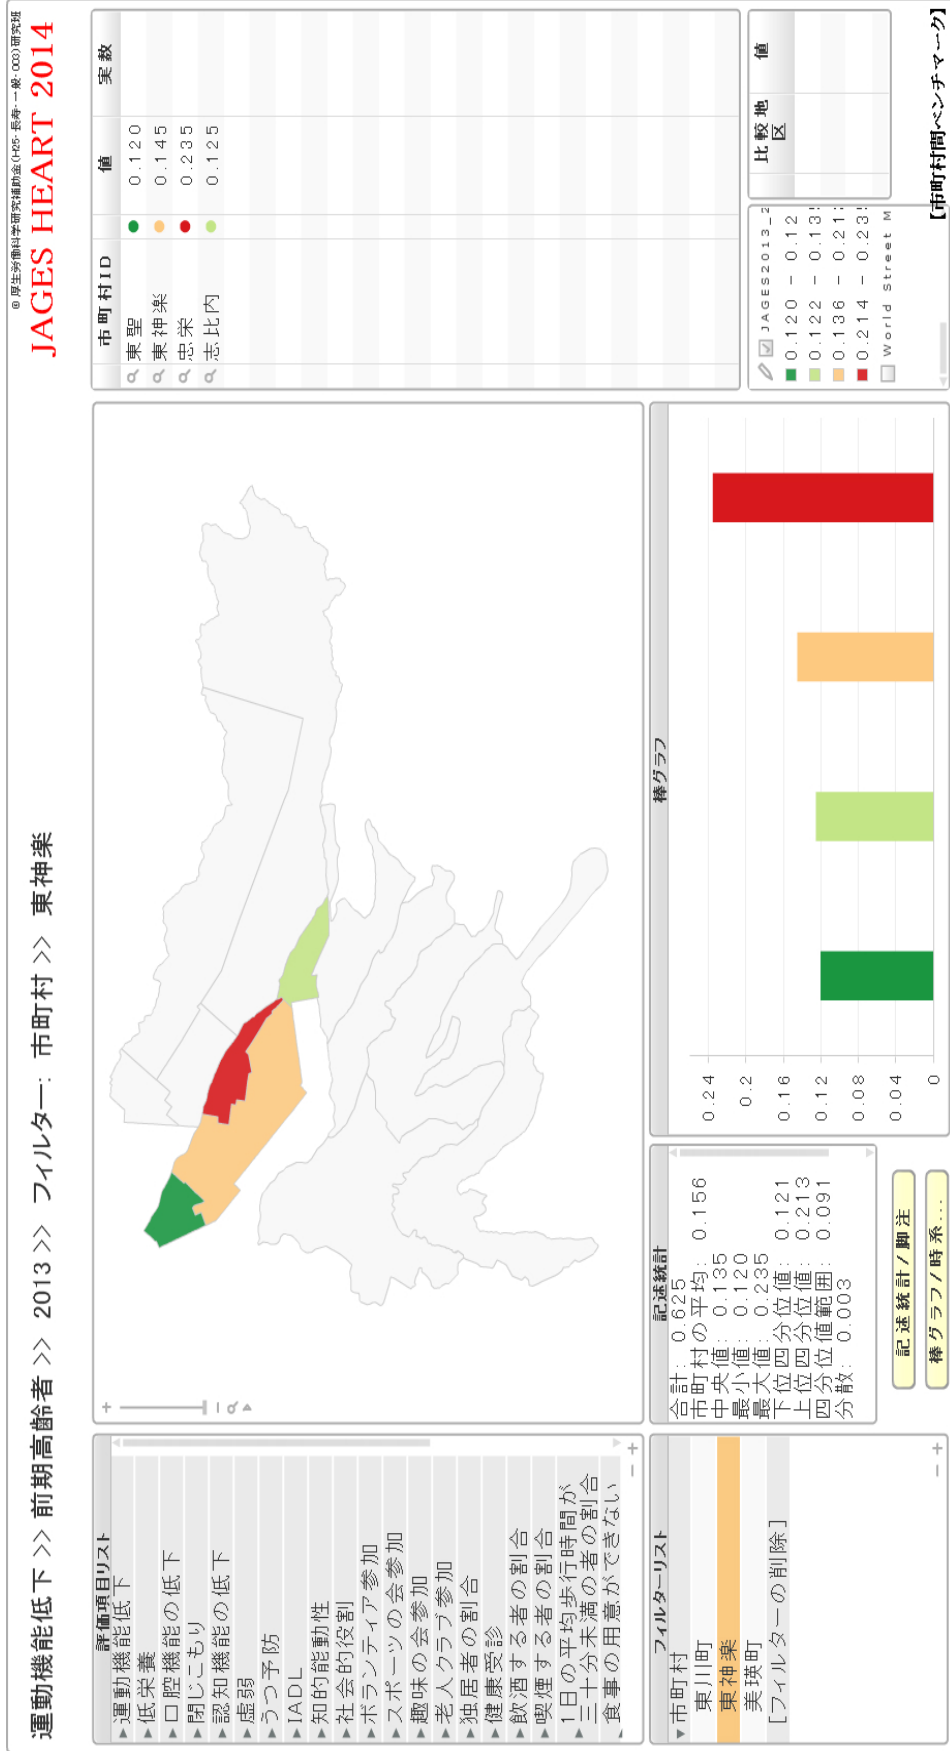 ©厚生労働科学研究補助金(H25-長寿-一般-003)研究班
JAGES HEART 2014
運動機能低下 >> 前期高齢者 >> 2013 >> フィルター: 市町村 >> 東神楽
評価項目リスト
運動機能低下
低栄養
口腔機能の低下
閉じこもり
認知機能の低下
虚弱
うつ予防
IADL
知的能動性
社会的役割
ボランティア参加
スポーツの会参加
趣味の会参加
老人クラブ参加
独居者の割合
健康受診
飲酒する者の割合
喫煙する者の割合
1日の平均歩行時間が
三十分未満の者の割合
食事の用意ができない
フィルターリスト
市町村
東川町
東神楽
美瑛町
[フィルターの削除]
記述統計
合計: 0.625
市町村の平均: 0.156
中央値: 0.135
最小値: 0.120
最大値: 0.235
下位四分位値: 0.121
上位四分位値: 0.213
四分位値範囲: 0.091
分散: 0.003
記述統計/脚注
棒グラフ/時系...
棒グラフ
0.24
0.2
0.16
0.12
0.08
0.04
0
市町村ID 値 実数
東聖 0.120
東神楽 0.145
忠栄 0.235
志比内 0.125
JAGES2013_2
0.120 - 0.12
0.122 - 0.13
0.136 - 0.21
0.214 - 0.23
World Street M
比較地区 値
【市町村間ベンチマーク】